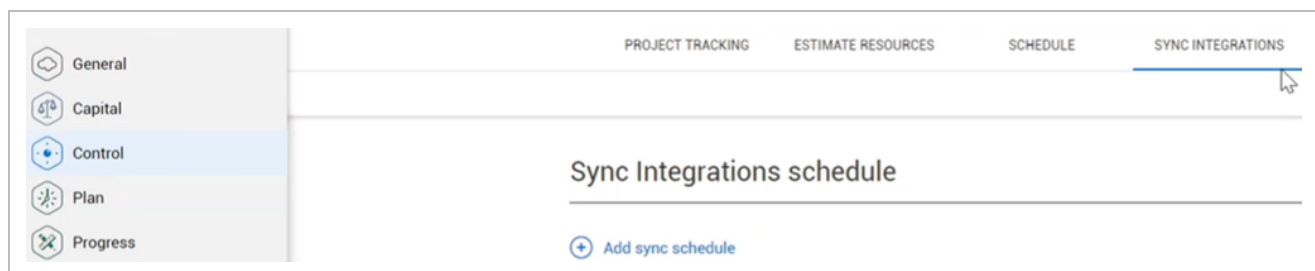 General
Capital
Control
Plan
Progress
PROJECT TRACKING ESTIMATE RESOURCES SCHEDULE SYNC INTEGRATIONS
Sync Integrations schedule
Add sync schedule